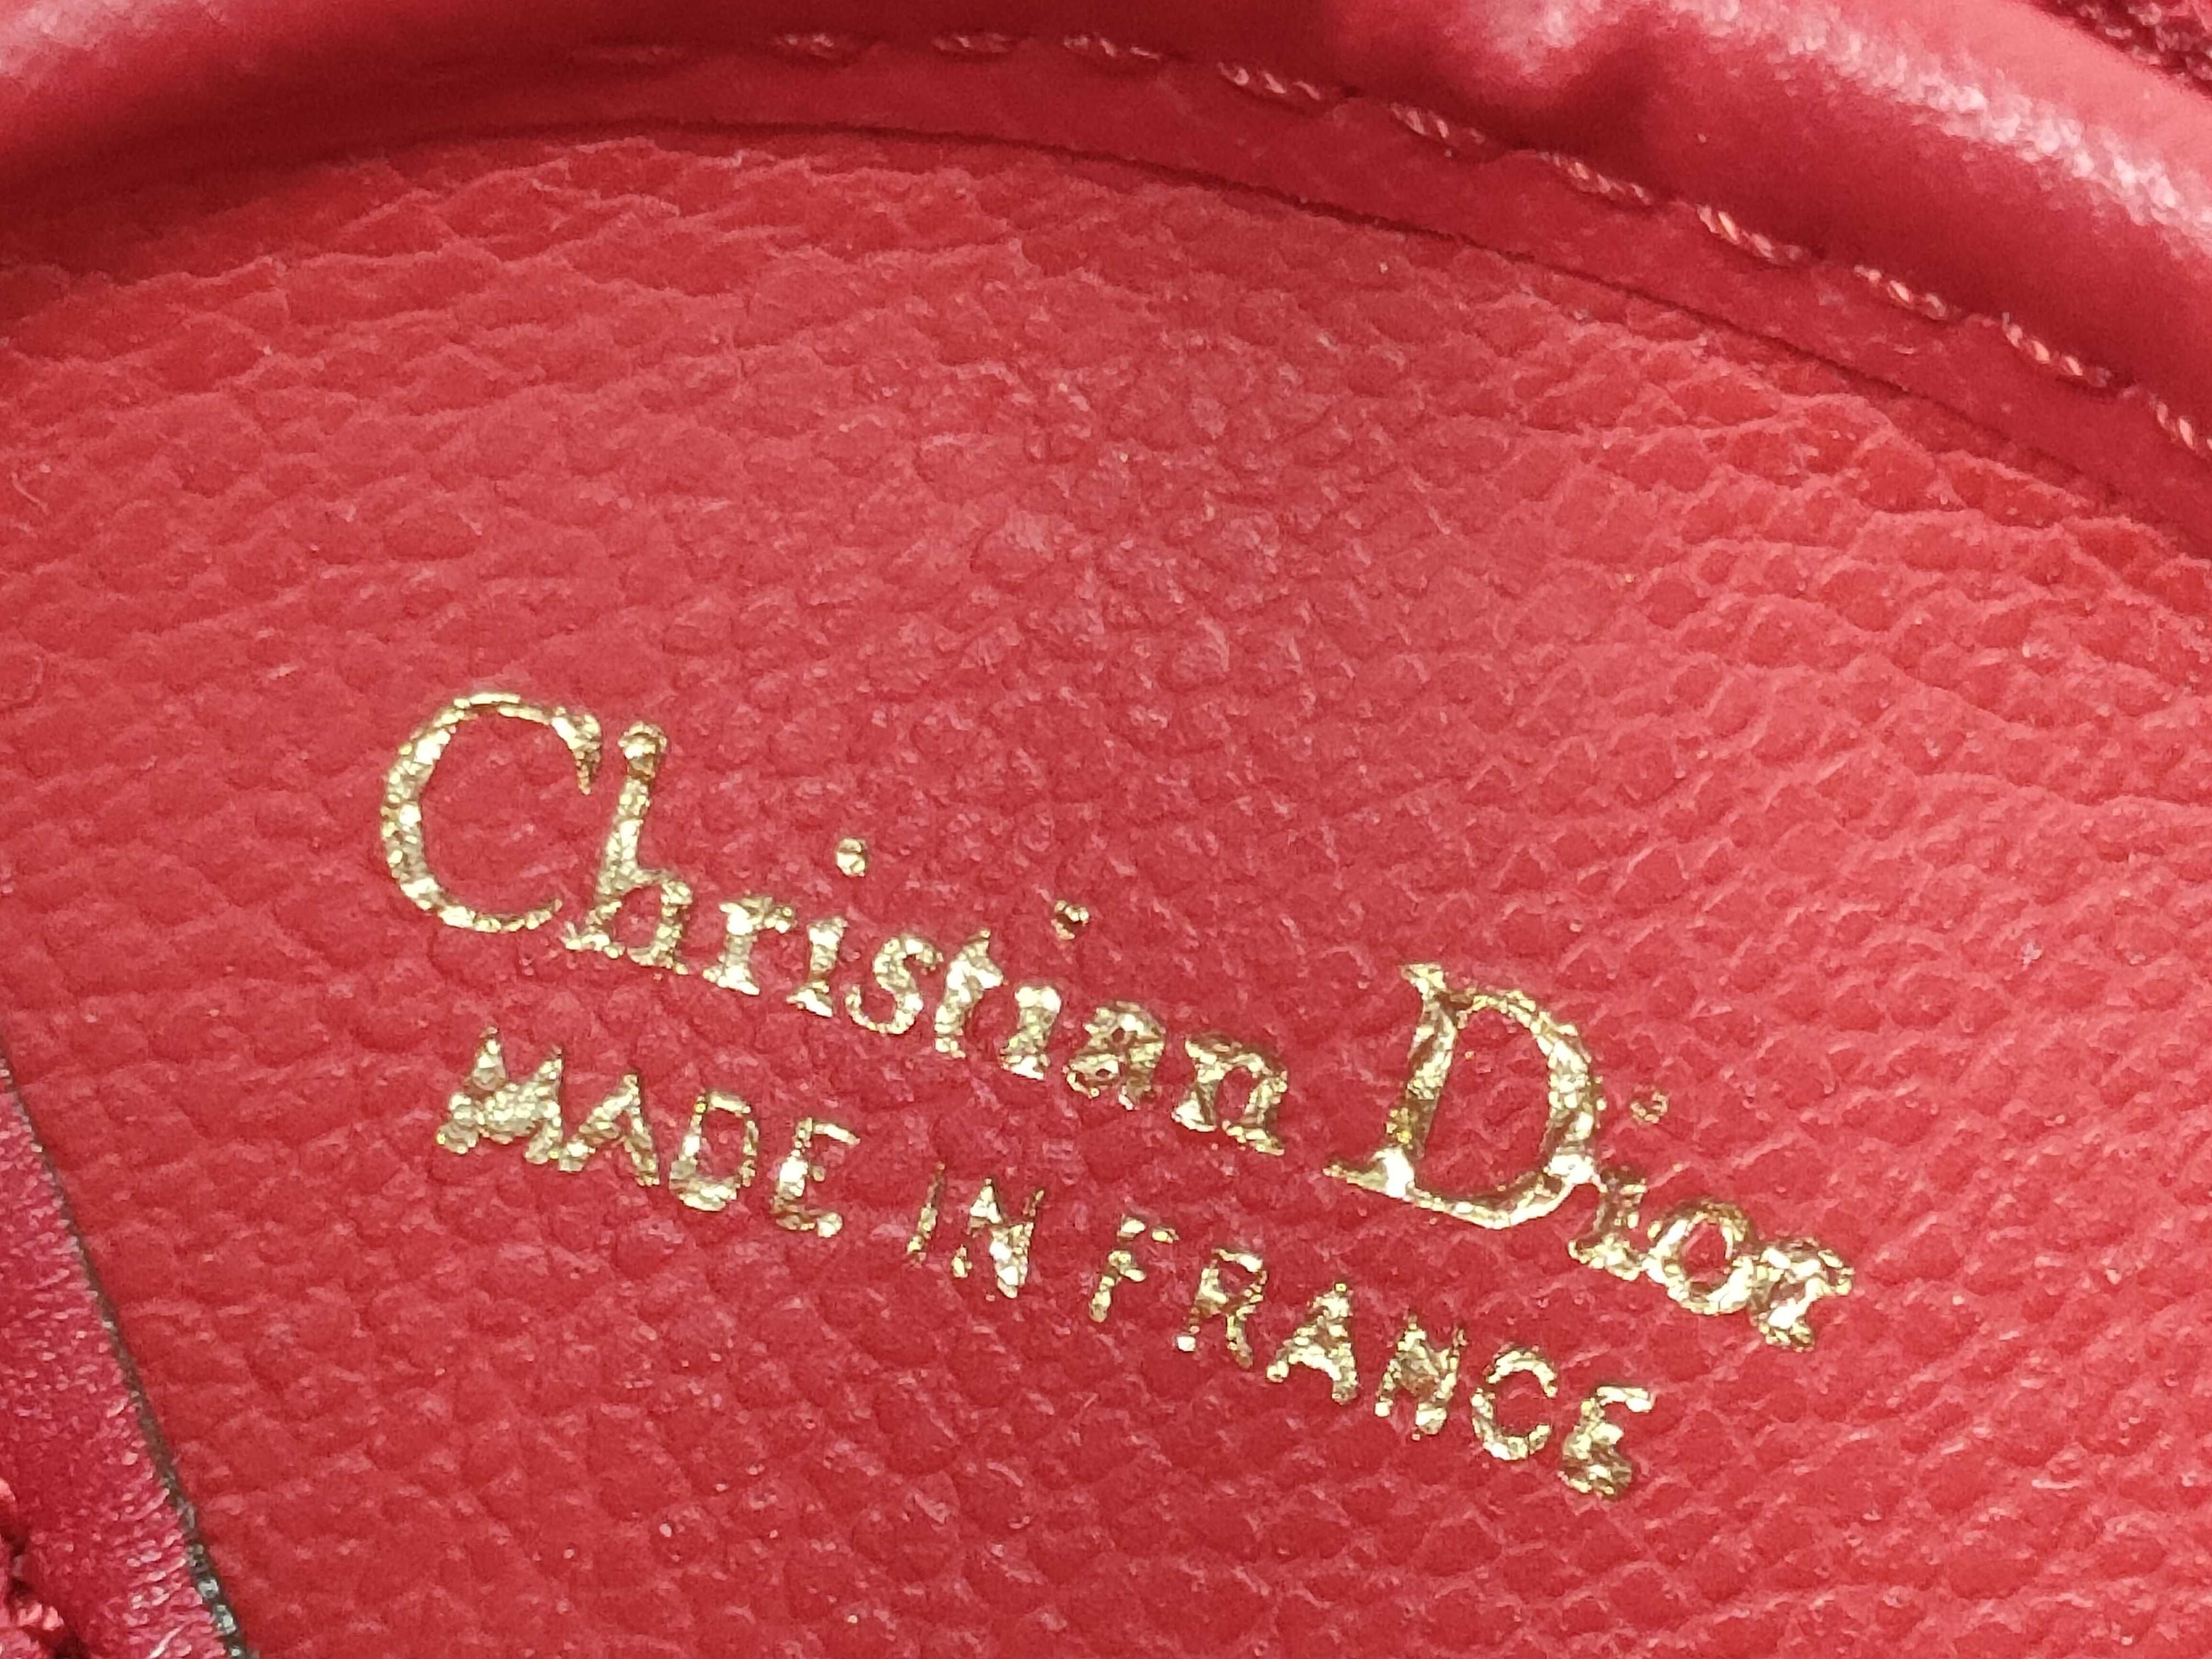 Christian Dior
MADE IN FRANCE